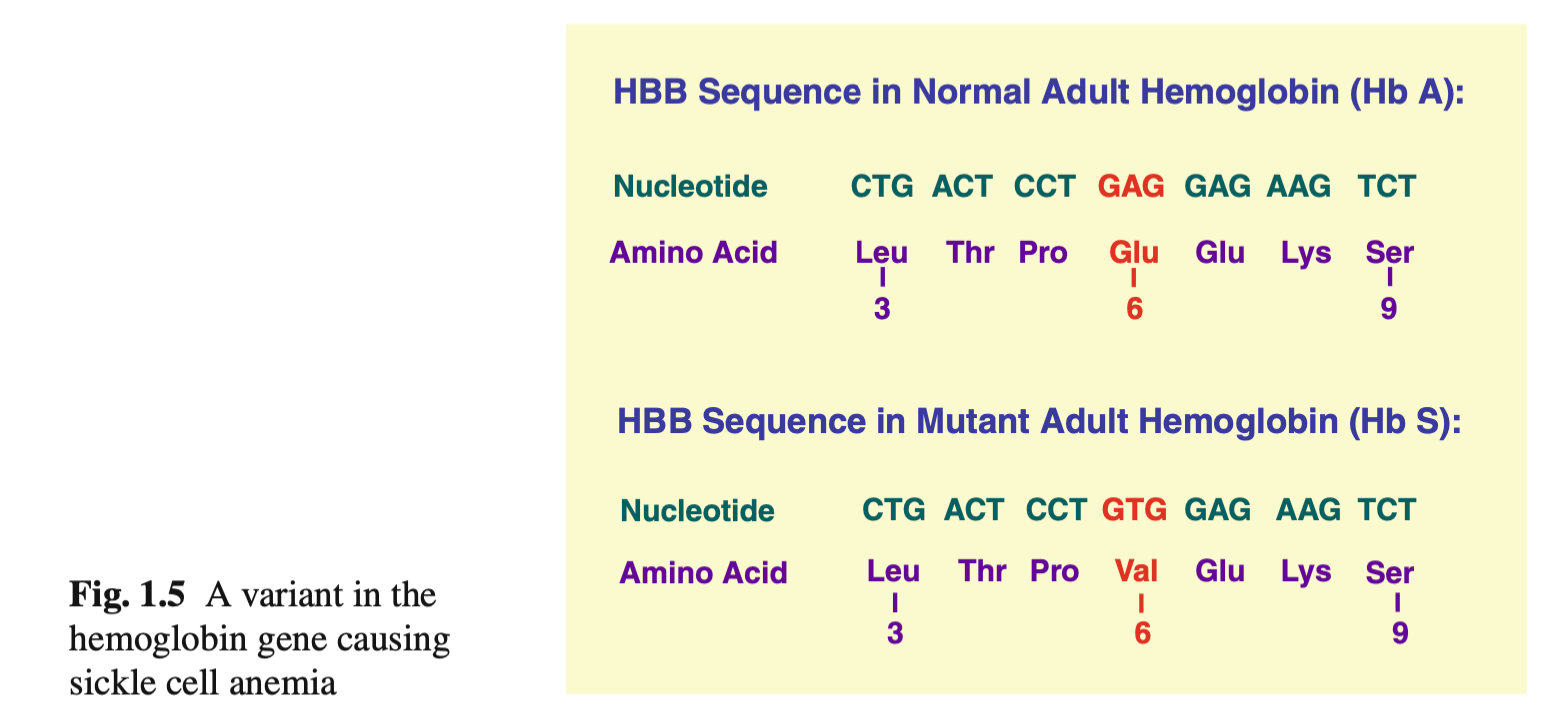 HBB Sequence in Normal Adult Hemoglobin (Hb A):
Nucleotide CTG ACT CCT GAG GAG AAG TCT
Amino Acid Leu Thr Pro Glu Glu Lys Ser
3 6 9
HBB Sequence in Mutant Adult Hemoglobin (Hb S):
Nucleotide CTG ACT CCT GTG GAG AAG TCT
Amino Acid Leu Thr Pro Val Glu Lys Ser
3 6 9
Fig. 1.5 A variant in the
hemoglobin gene causing
sickle cell anemia